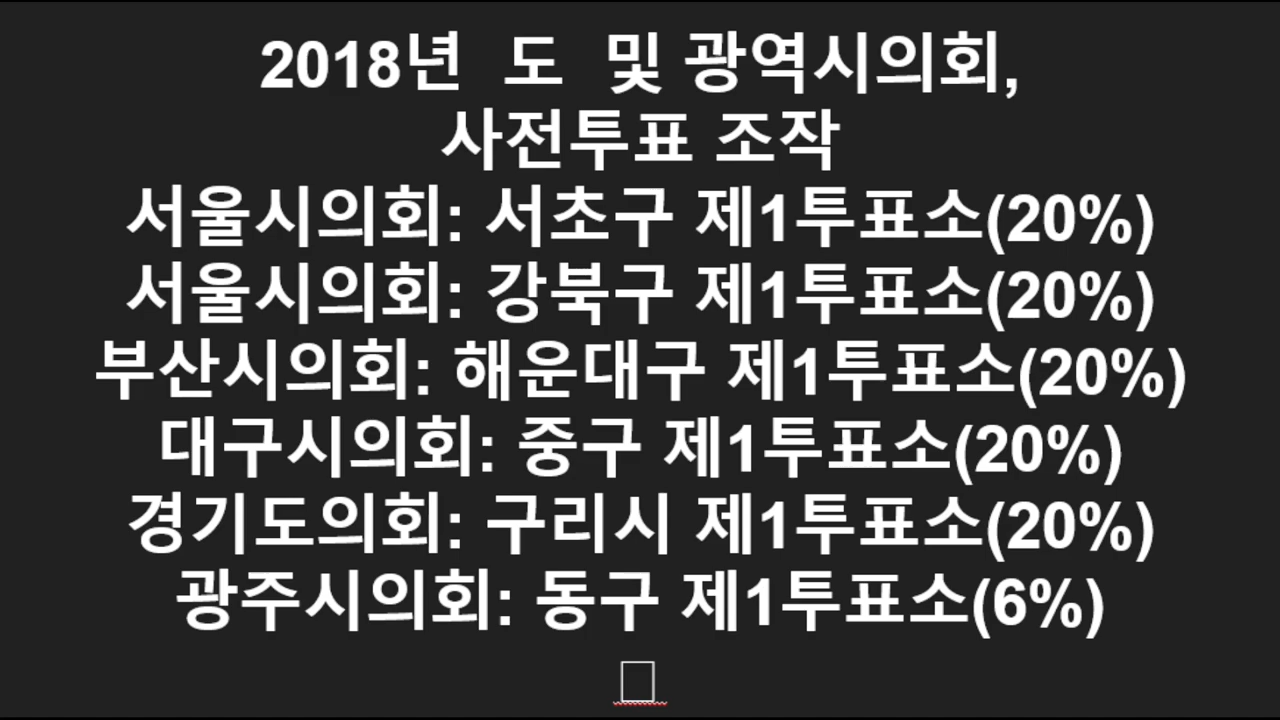 2018년 도 및 광역시의회,
사전투표 조작
서울시의회: 서초구 제1투표소(20%)
서울시의회: 강북구 제1투표소(20%)
부산시의회: 해운대구 제1투표소(20%)
대구시의회: 중구 제1투표소(20%)
경기도의회: 구리시 제1투표소(20%)
광주시의회: 동구 제1투표소(6%)